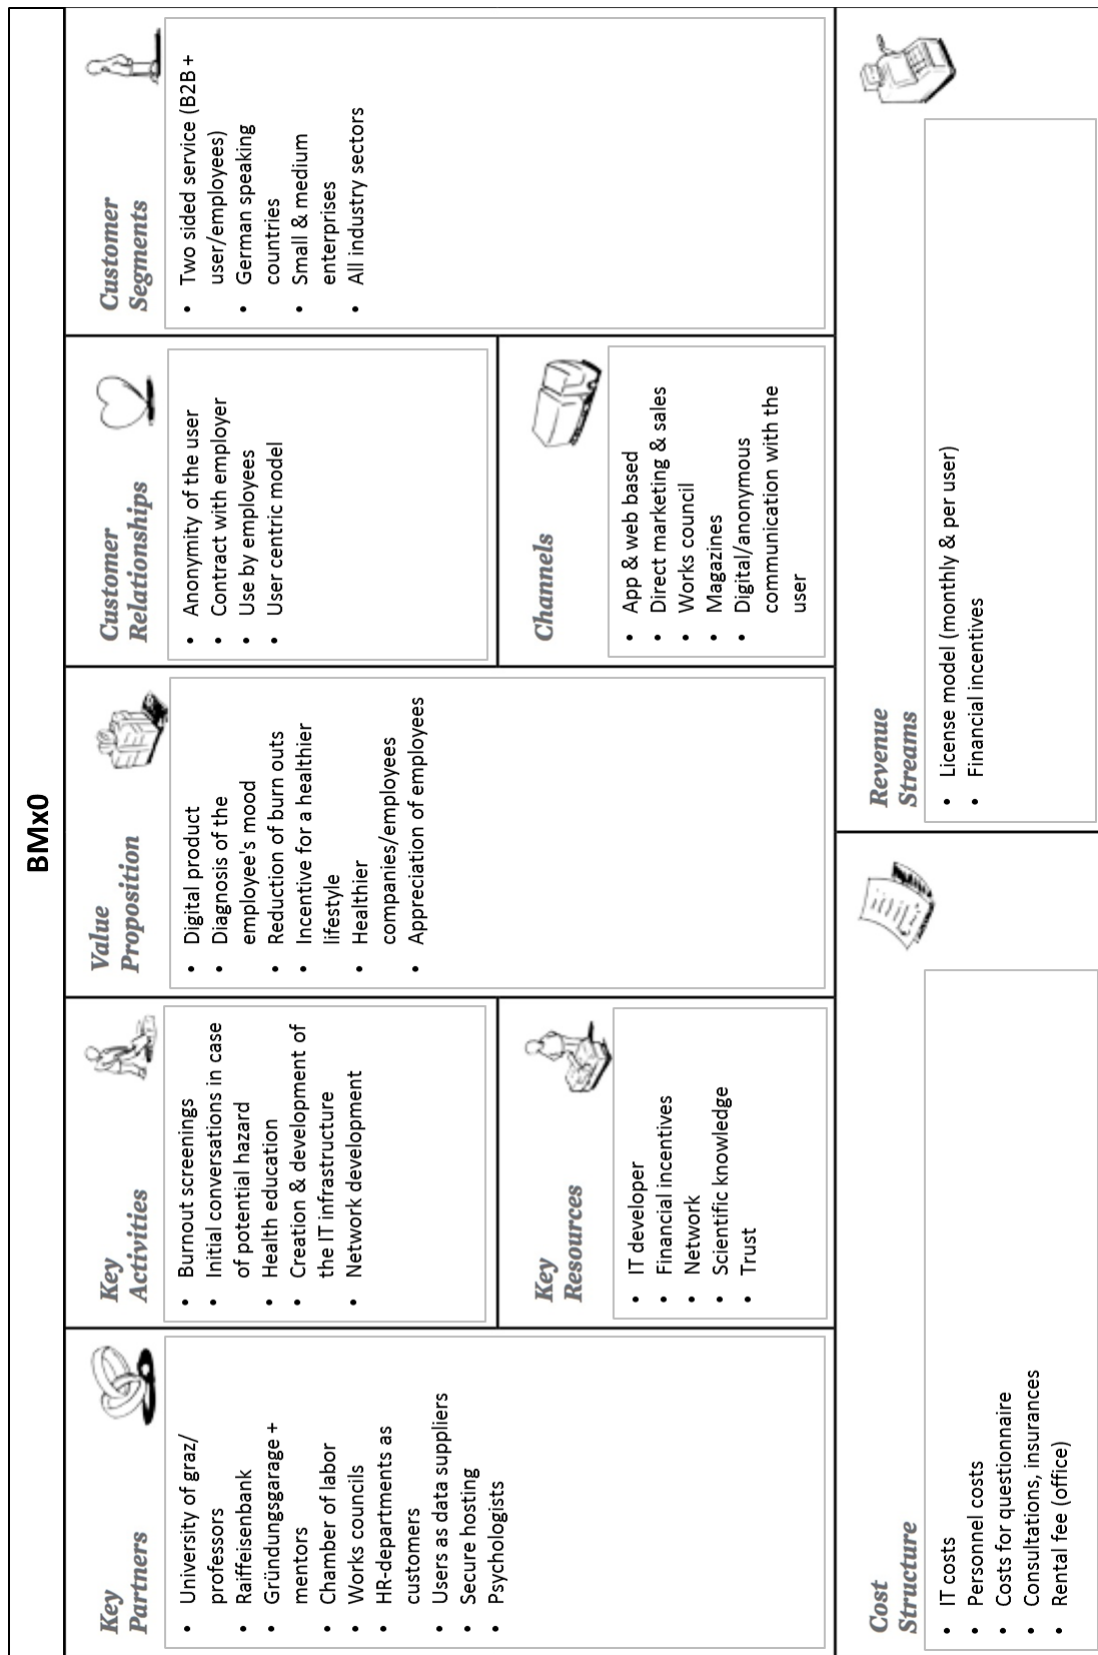 BMx0
Key
Partners
• University of graz/
professors
• Raiffeisenbank
• Gründungsgarage +
mentors
• Chamber of labor
• Works councils
• HR-departments as
customers
• Users as data suppliers
• Secure hosting
• Psychologists
Key
Activities
• Burnout screenings
• Initial conversations in case
of potential hazard
• Health education
• Creation & development of
the IT infrastructure
• Network development
Key
Resources
• IT developer
• Financial incentives
• Network
• Scientific knowledge
• Trust
Value
Proposition
• Digital product
• Diagnosis of the
employee's mood
• Reduction of burn outs
• Incentive for a healthier
lifestyle
• Healthier
companies/employees
• Appreciation of employees
Customer
Relationships
• Anonymity of the user
• Contract with employer
• Use by employees
• User centric model
Channels
• App & web based
• Direct marketing & sales
• Works council
• Magazines
• Digital/anonymous
communication with the
user
Customer
Segments
• Two sided service (B2B +
user/employees)
• German speaking
countries
• Small & medium
enterprises
• All industry sectors
Cost
Structure
• IT costs
• Personnel costs
• Costs for questionnaire
• Consultations, insurances
• Rental fee (office)
Revenue
Streams
• License model (monthly & per user)
• Financial incentives